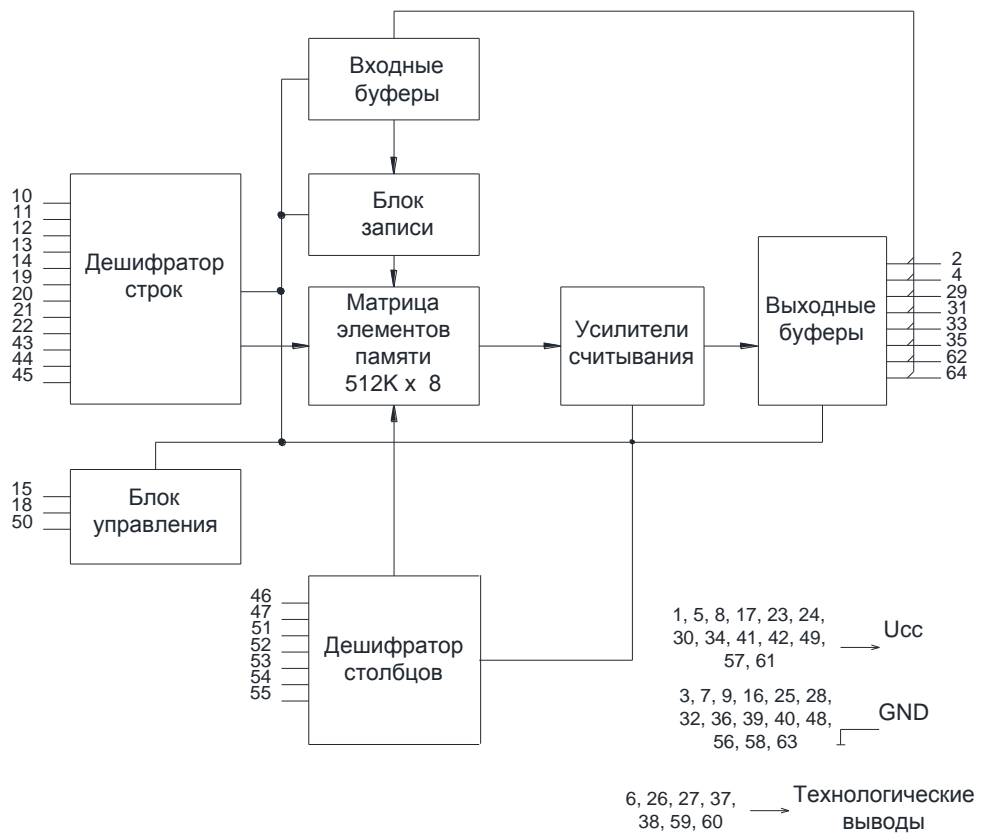 Входные
буферы
Блок
записи
10
11
12
13
14
19
20
21
22
43
44
45
Дешифратор
строк
Матрица
элементов
памяти
512K x 8
Усилители
считывания
Выходные
буферы
2
4
29
31
33
35
62
64
15
18
50
Блок
управления
46
47
51
52
53
54
55
Дешифратор
столбцов
1, 5, 8, 17, 23, 24,
30, 34, 41, 42, 49,
57, 61
Ucc
3, 7, 9, 16, 25, 28,
32, 36, 39, 40, 48,
56, 58, 63
GND
6, 26, 27, 37,
38, 59, 60
Технологические
выводы